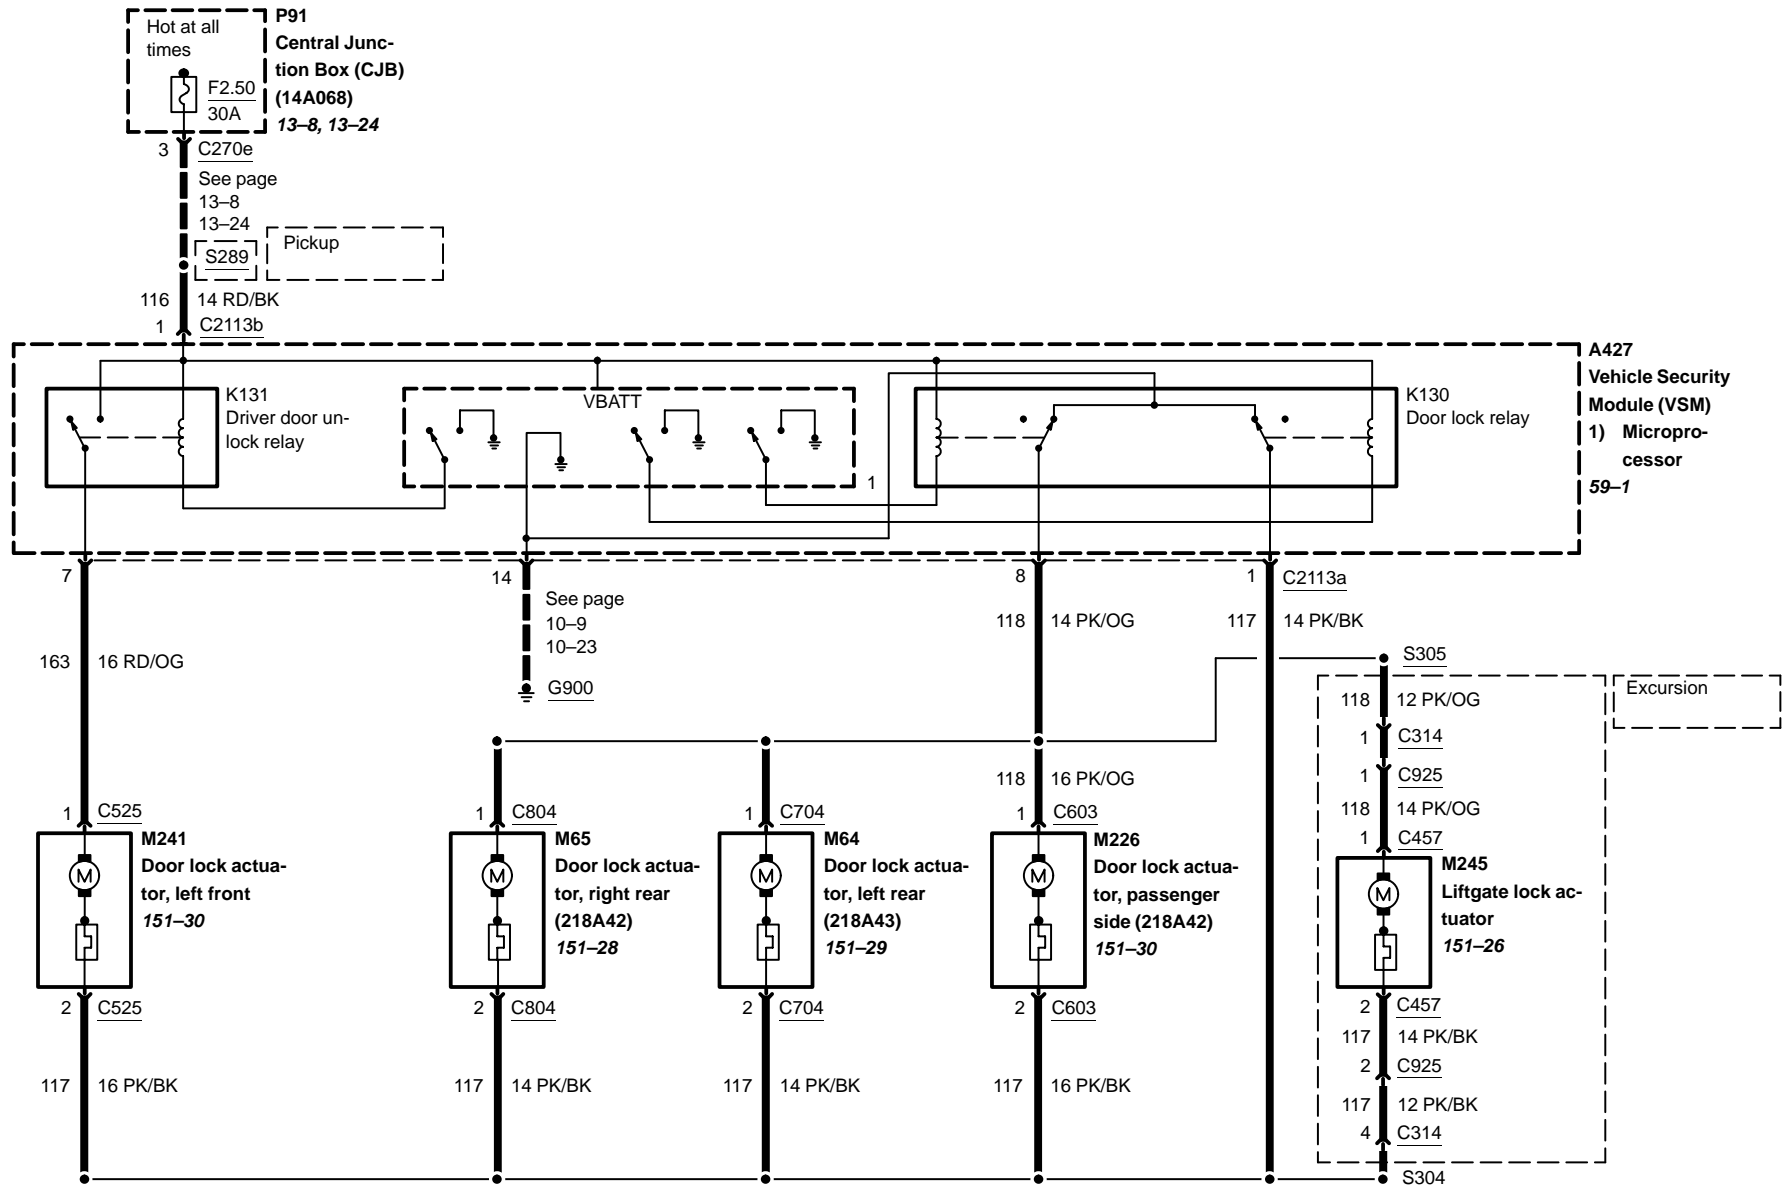 Hot at all
times
F2.50
30A
P91
Central Junc-
tion Box (CJB)
(14A068)
13–8, 13–24
3 C270e
See page
13–8
13–24
S289
Pickup
116 14 RD/BK
1 C2113b
A427
Vehicle Security
Module (VSM)
1) Micropro-
cessor
59–1
K131
Driver door un-
lock relay
VBATT
1
K130
Door lock relay
7
14
8
1 C2113a
See page
10–9
10–23
G900
163 16 RD/OG
118 14 PK/OG
117 14 PK/BK
S305
Excursion
118 12 PK/OG
1 C314
1 C925
118 14 PK/OG
1 C457
118 16 PK/OG
1 C525
M241
Door lock actua-
tor, left front
151–30
2 C525
117 16 PK/BK
1 C804
M65
Door lock actua-
tor, right rear
(218A42)
151–28
2 C804
117 14 PK/BK
1 C704
M64
Door lock actua-
tor, left rear
(218A43)
151–29
2 C704
117 14 PK/BK
1 C603
M226
Door lock actua-
tor, passenger
side (218A42)
151–30
2 C603
117 16 PK/BK
M245
Liftgate lock ac-
tuator
151–26
2 C457
117 14 PK/BK
2 C925
117 12 PK/BK
4 C314
S304
M
M
M
M
M